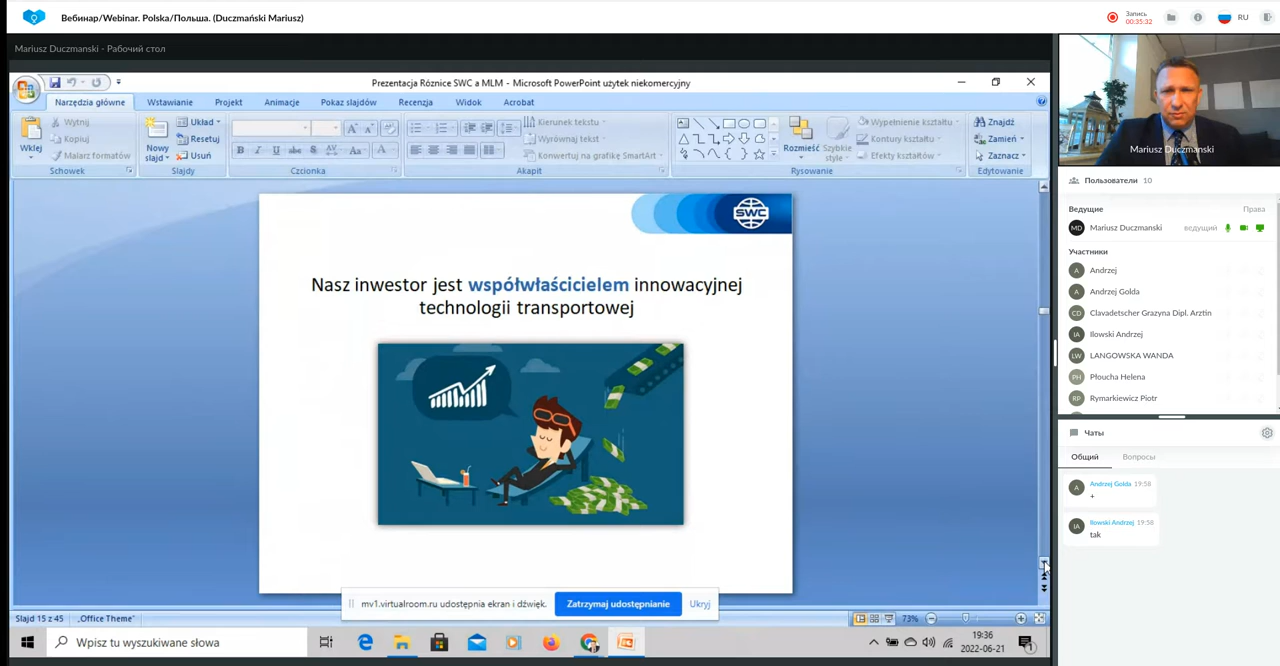 Вебинар/Webinar. Polska/Польша. (Duczmański Mariusz)
Запись
00:35:32
RU
Mariusz Duczmanski - Рабочий стол
Prezentacja Różnice SWC a MLM - Microsoft PowerPoint użytek niekomercyjny
Narzędzia główne
Wstawianie
Projekt
Animacje
Pokaz slajdów
Recenzja
Widok
Acrobat
Wklej
Wytnij
Kopiuj
Malarz formatów
Schowek
Nowy slajd
Układ
Resetuj
Usuń
Slajdy
B I U abc S AV Aa A
Czcionka
Kierunek tekstu
Wyrównaj tekst
Konwertuj na grafikę SmartArt
Akapit
Rozmieść
Szybkie style
Wypełnienie kształtu
Kontury kształtu
Efekty kształtów
Rysowanie
Znajdź
Zamień
Zaznacz
Edytowanie
SWC
Nasz inwestor jest współwłaścicielem innowacyjnej
technologii transportowej
mv1.virtualroom.ru udostępnia ekran i dźwięk.
Zatrzymaj udostępnianie
Ukryj
Slajd 15 z 45
„Office Theme”
73%
Wpisz tu wyszukiwane słowa
19:36
2022-06-21
1
Mariusz Duczmanski
Пользователи 10
Ведущие
Права
MD Mariusz Duczmanski ведущий
Участники
A Andrzej
A Andrzej Golda
CD Clavadetscher Grazyna Dipl. Arztin
IA Ilowski Andrzej
LW LANGOWSKA WANDA
PH Płoucha Helena
RP Rymarkiewicz Piotr
Чаты
Общий
Вопросы
A Andrzej Golda 19:58
+
IA Ilowski Andrzej 19:58
tak